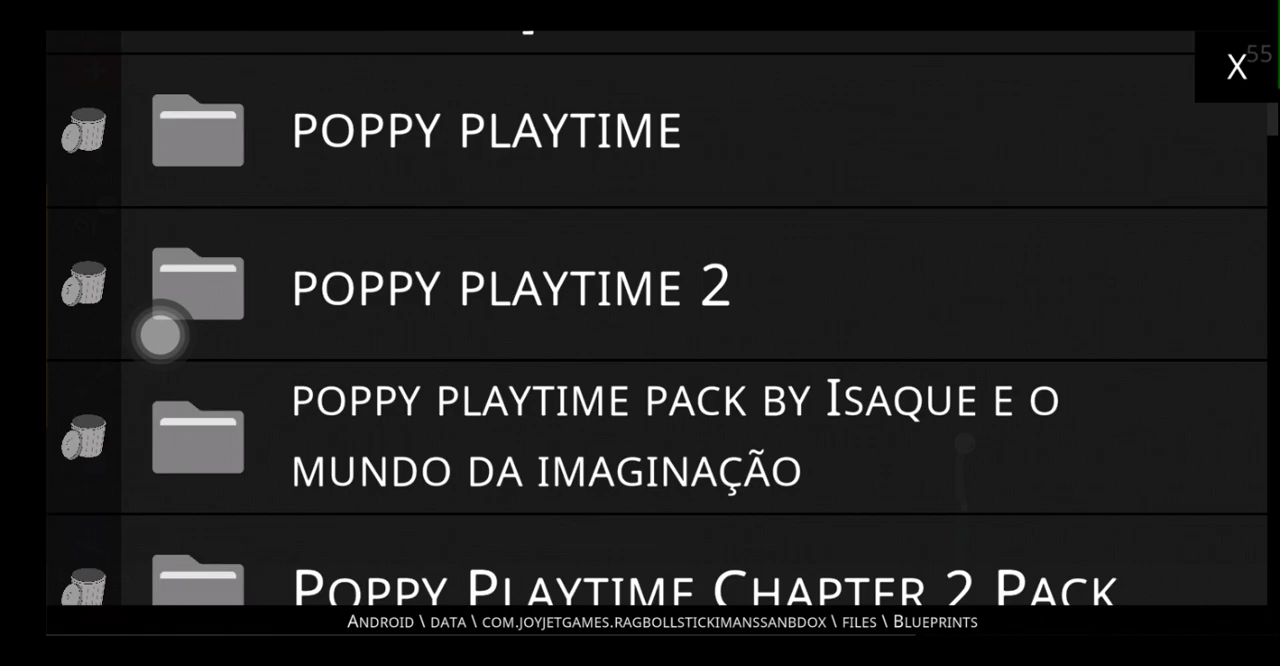 X55
POPPY PLAYTIME
POPPY PLAYTIME 2
POPPY PLAYTIME PACK BY ISAQUE E O
MUNDO DA IMAGINAÇÃO
POPPY PLAYTIME CHAPTER 2 PACK
ANDROID \ DATA \ COM.JOYJETGAMES.RAGBOLLSTICKIMANSSANBDOX \ FILES \ BLUEPRINTS